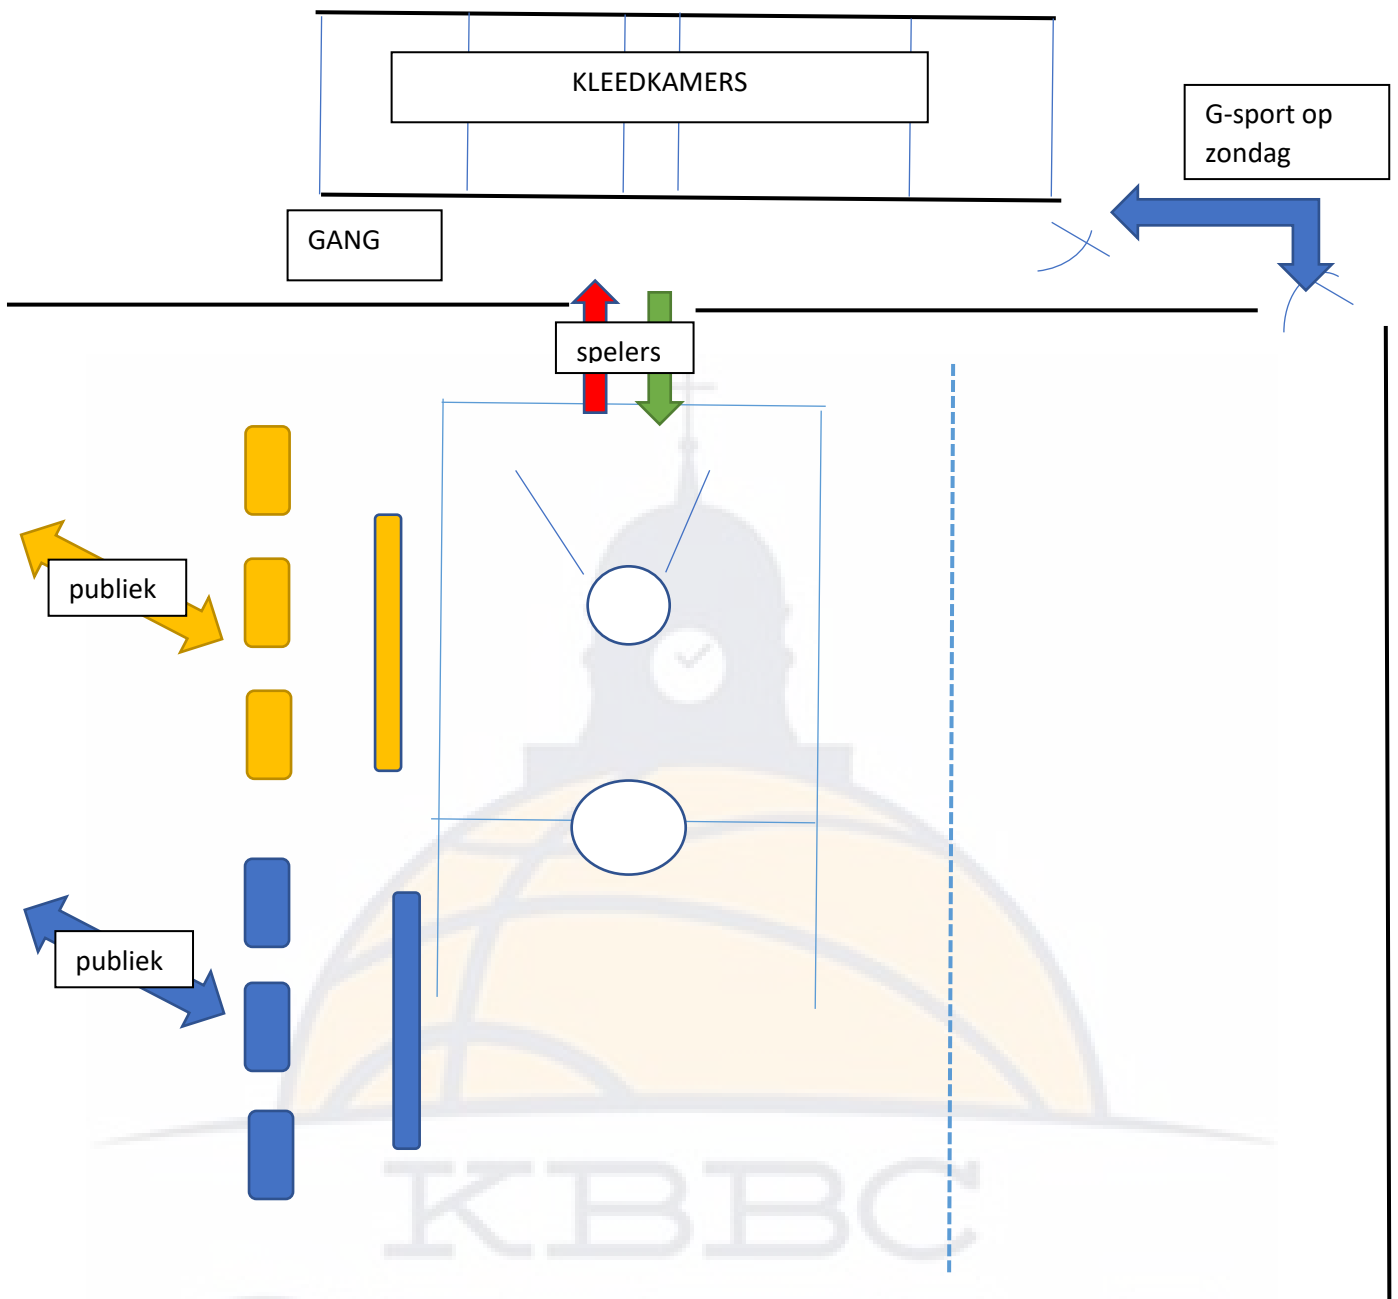 KLEEDKAMERS
G-sport op
zondag
GANG
spelers
publiek
publiek
KBBC